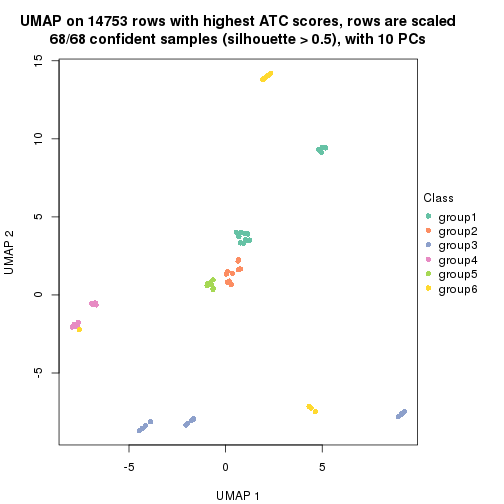 UMAP on 14753 rows with highest ATC scores, rows are scaled
68/68 confident samples (silhouette > 0.5), with 10 PCs
15
10
5
0
-5
UMAP 2
-5
0
5
UMAP 1
Class
group1
group2
group3
group4
group5
group6